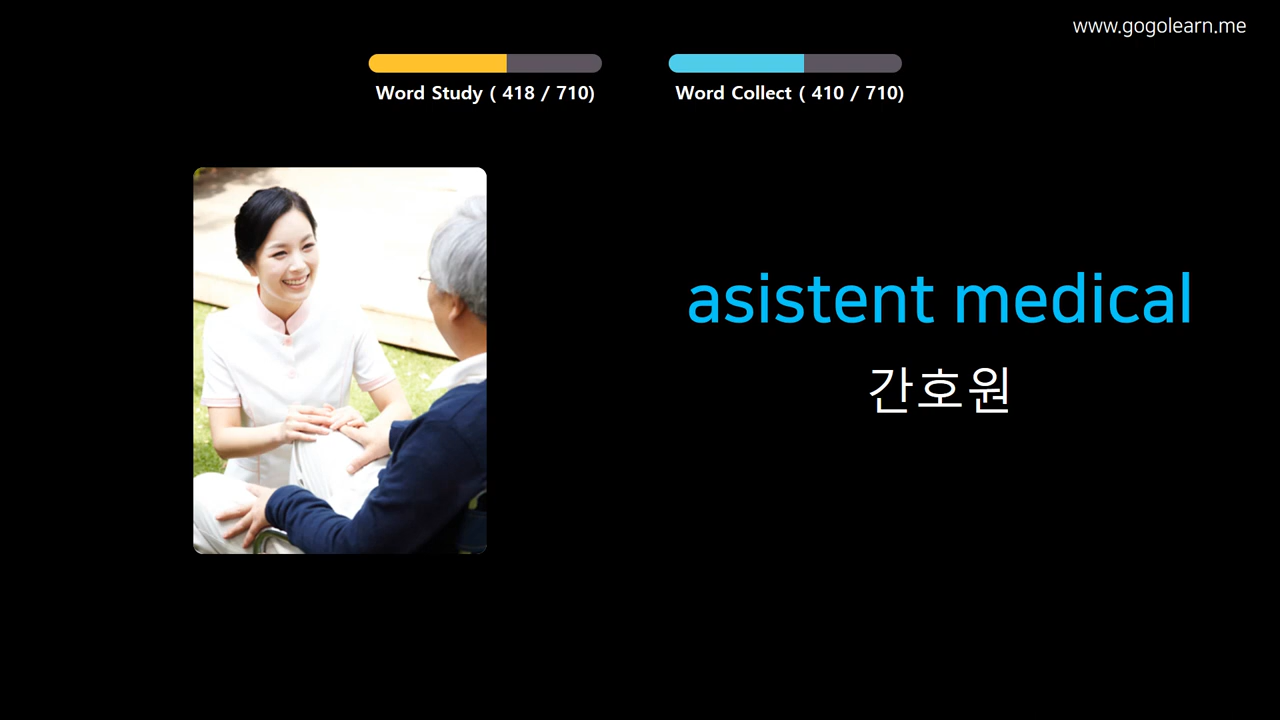 www.gogolearn.me
Word Study ( 418 / 710)
Word Collect ( 410 / 710)
asistent medical
간호원